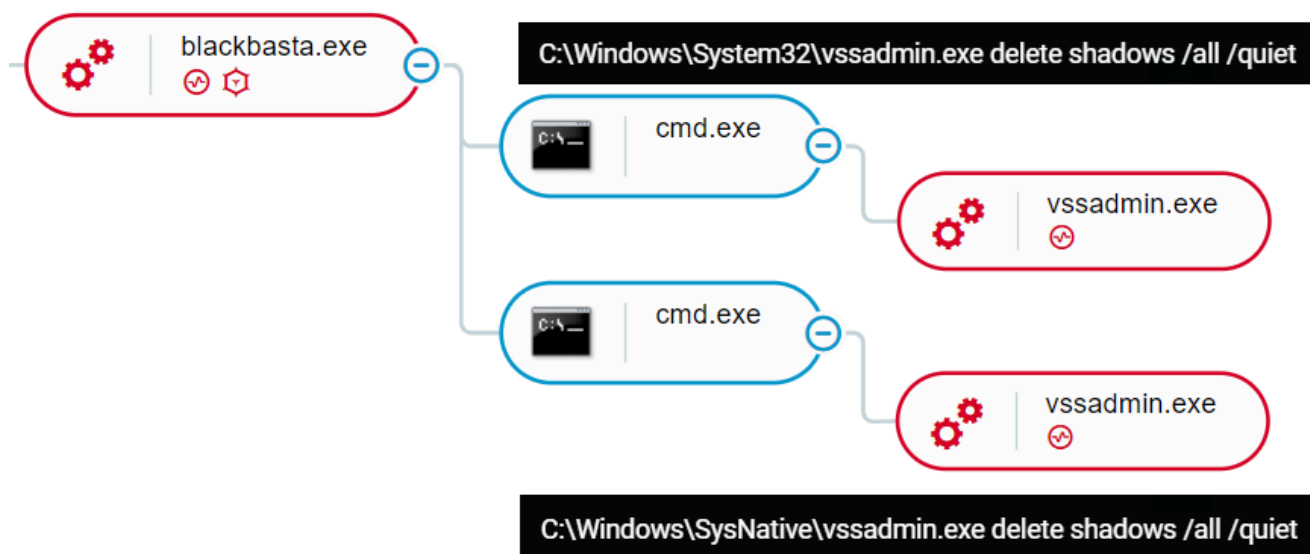 blackbasta.exe
C:\Windows\System32\vssadmin.exe delete shadows /all /quiet
cmd.exe
vssadmin.exe
cmd.exe
vssadmin.exe
C:\Windows\SysNative\vssadmin.exe delete shadows /all /quiet